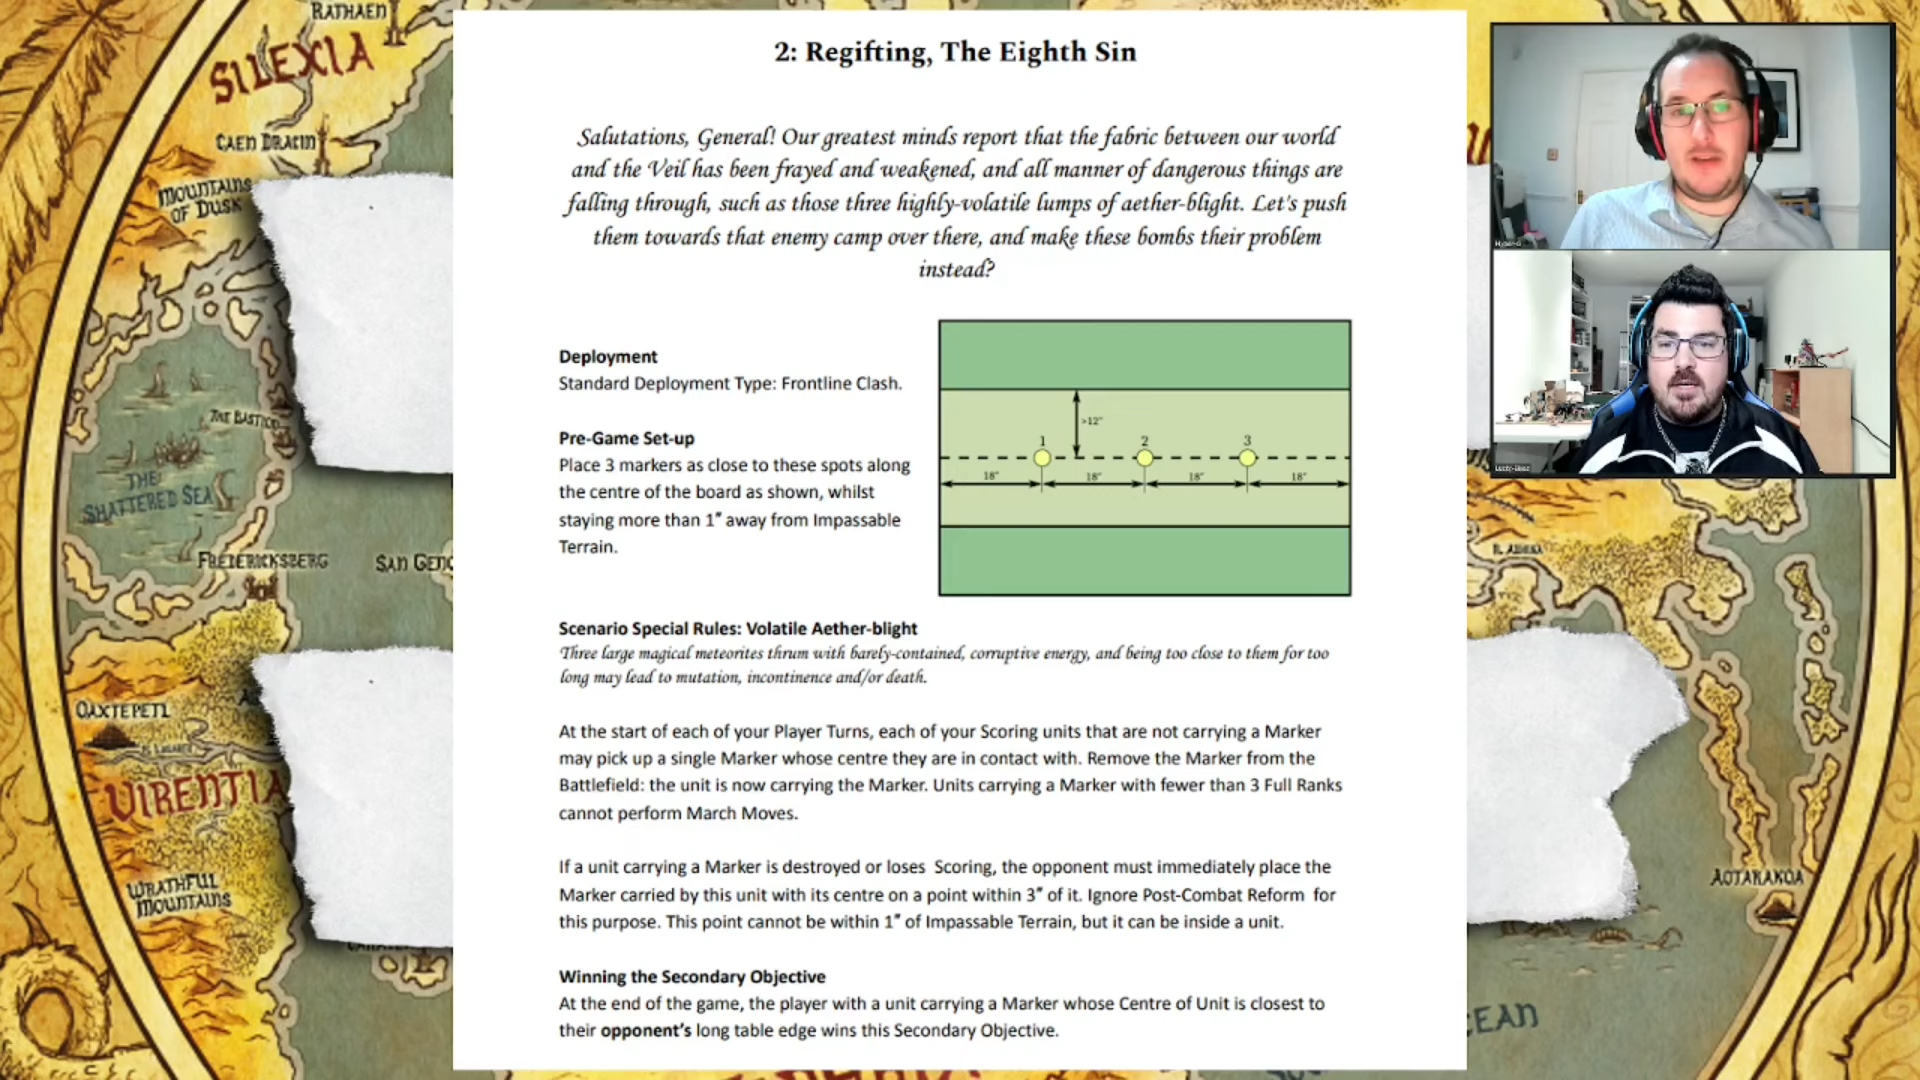 RATHAEN
SILEXIA
CAEN DRACIN
MOUNTAINS
OF DUSK
THE
SHATTERED SEA
FREDERICKSBERG
SAN GENO
OAXTEPETL
VIRENTIA
WRATHFUL
MOUNTAINS
2: Regifting, The Eighth Sin
Salutations, General! Our greatest minds report that the fabric between our world
and the Veil has been frayed and weakened, and all manner of dangerous things are
falling through, such as those three highly-volatile lumps of aether-blight. Let's push
them towards that enemy camp over there, and make these bombs their problem
instead?
Deployment
Standard Deployment Type: Frontline Clash.
Pre-Game Set-up
Place 3 markers as close to these spots along
the centre of the board as shown, whilst
staying more than 1″ away from Impassable
Terrain.
>12"
1 2 3
18" 18" 18" 18"
Scenario Special Rules: Volatile Aether-blight
Three large magical meteorites thrum with barely-contained, corruptive energy, and being too close to them for too
long may lead to mutation, incontinence and/or death.
At the start of each of your Player Turns, each of your Scoring units that are not carrying a Marker
may pick up a single Marker whose centre they are in contact with. Remove the Marker from the
Battlefield: the unit is now carrying the Marker. Units carrying a Marker with fewer than 3 Full Ranks
cannot perform March Moves.
If a unit carrying a Marker is destroyed or loses Scoring, the opponent must immediately place the
Marker carried by this unit with its centre on a point within 3″ of it. Ignore Post-Combat Reform for
this purpose. This point cannot be within 1″ of Impassable Terrain, but it can be inside a unit.
Winning the Secondary Objective
At the end of the game, the player with a unit carrying a Marker whose Centre of Unit is closest to
their opponent's long table edge wins this Secondary Objective.
AOTARAKOA
CEAN